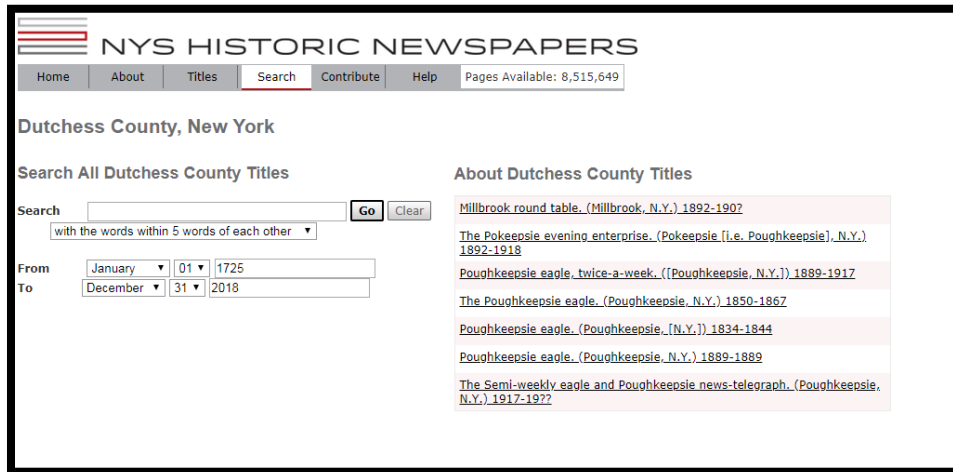 NYS HISTORIC NEWSPAPERS
Home About Titles Search Contribute Help Pages Available: 8,515,649
Dutchess County, New York
Search All Dutchess County Titles
Search Go Clear
with the words within 5 words of each other
From January 01 1725
To December 31 2018
About Dutchess County Titles
Millbrook round table. (Millbrook, N.Y.) 1892-190?
The Pokeepsie evening enterprise. (Pokeepsie [i.e. Poughkeepsie], N.Y.)
1892-1918
Poughkeepsie eagle, twice-a-week. ([Poughkeepsie, N.Y.]) 1889-1917
The Poughkeepsie eagle. (Poughkeepsie, N.Y.) 1850-1867
Poughkeepsie eagle. (Poughkeepsie, [N.Y.]) 1834-1844
Poughkeepsie eagle. (Poughkeepsie, N.Y.) 1889-1889
The Semi-weekly eagle and Poughkeepsie news-telegraph. (Poughkeepsie,
N.Y.) 1917-19??